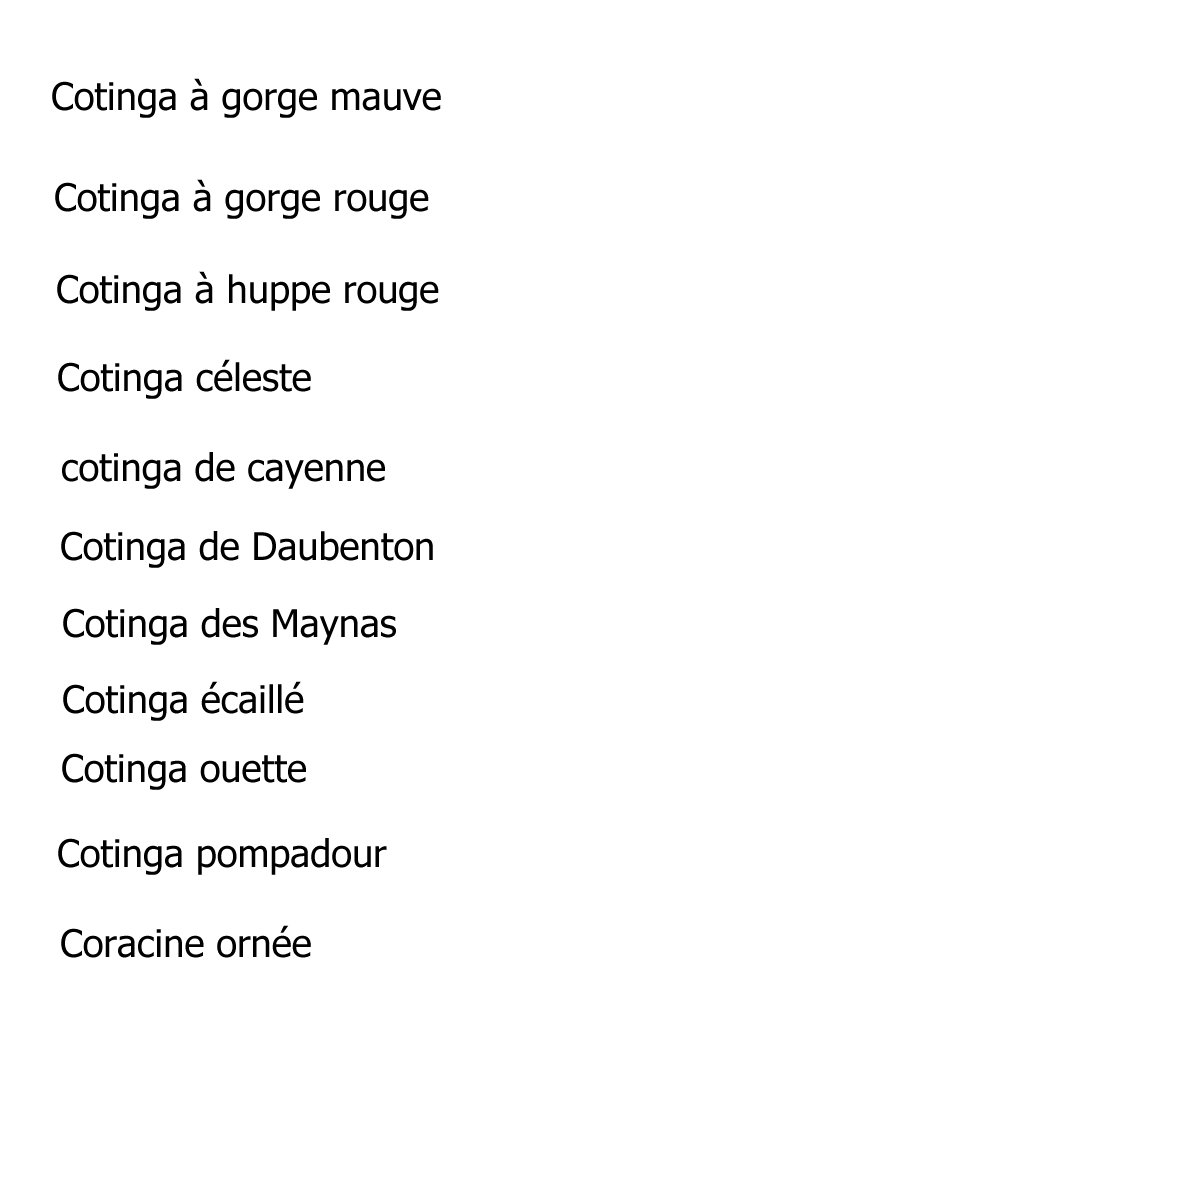 Cotinga à gorge mauve
Cotinga à gorge rouge
Cotinga à huppe rouge
Cotinga céleste
cotinga de cayenne
Cotinga de Daubenton
Cotinga des Maynas
Cotinga écaillé
Cotinga ouette
Cotinga pompadour
Coracine ornée